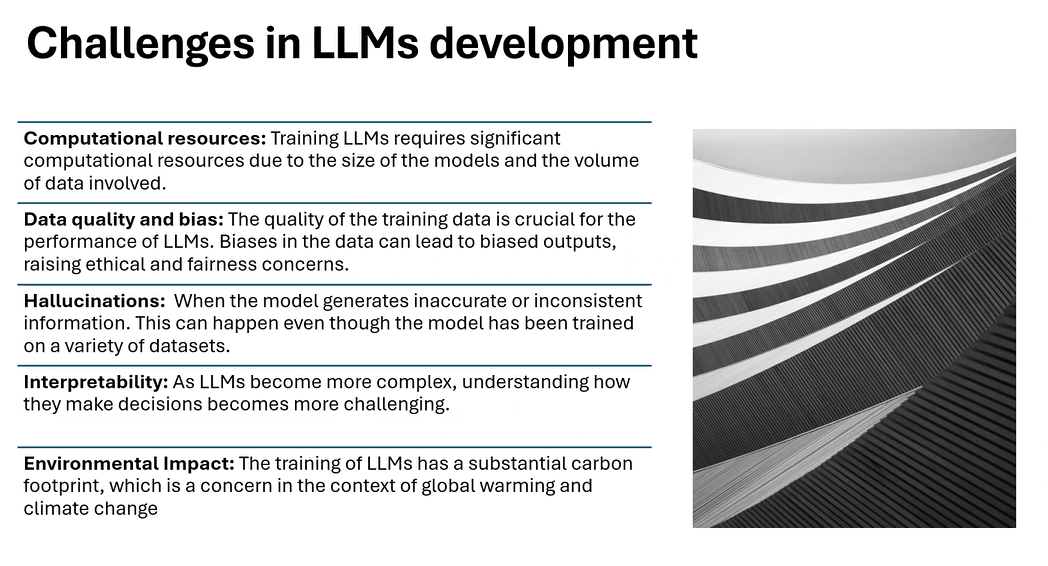 Challenges in LLMs development
Computational resources: Training LLMs requires significant
computational resources due to the size of the models and the volume
of data involved.
Data quality and bias: The quality of the training data is crucial for the
performance of LLMs. Biases in the data can lead to biased outputs,
raising ethical and fairness concerns.
Hallucinations:  When the model generates inaccurate or inconsistent
information. This can happen even though the model has been trained
on a variety of datasets.
Interpretability: As LLMs become more complex, understanding how
they make decisions becomes more challenging.
Environmental Impact: The training of LLMs has a substantial carbon
footprint, which is a concern in the context of global warming and
climate change